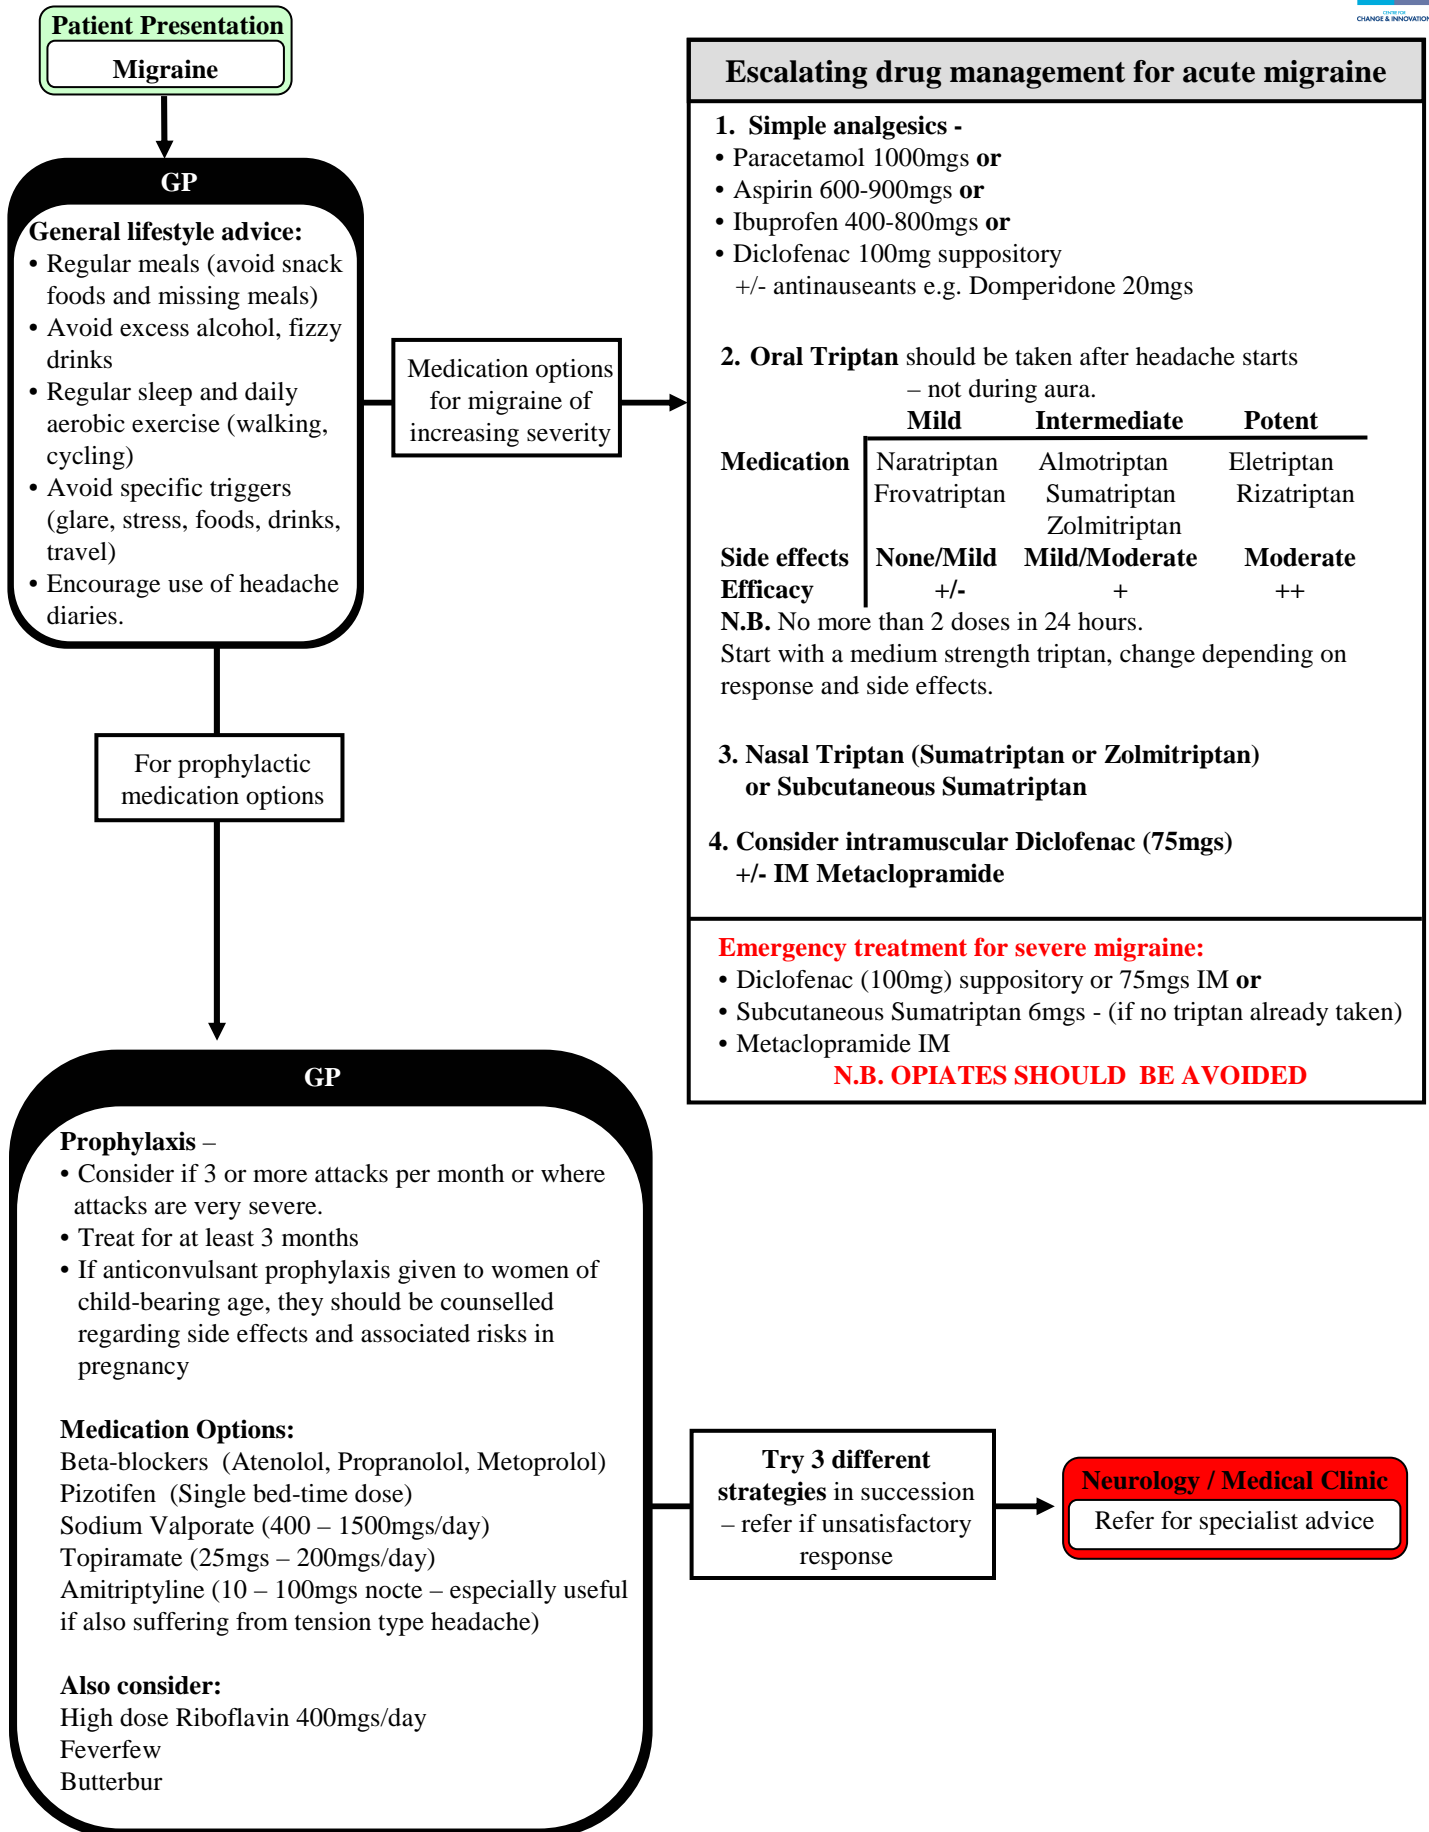 CENTRE FOR
CHANGE & INNOVATION
Patient Presentation
Migraine
GP
General lifestyle advice:
• Regular meals (avoid snack
foods and missing meals)
• Avoid excess alcohol, fizzy
drinks
• Regular sleep and daily
aerobic exercise (walking,
cycling)
• Avoid specific triggers
(glare, stress, foods, drinks,
travel)
• Encourage use of headache
diaries.
Medication options
for migraine of
increasing severity
Escalating drug management for acute migraine
1. Simple analgesics -
• Paracetamol 1000mgs or
• Aspirin 600-900mgs or
• Ibuprofen 400-800mgs or
• Diclofenac 100mg suppository
+/- antinauseants e.g. Domperidone 20mgs
2. Oral Triptan should be taken after headache starts
– not during aura.
Mild Intermediate Potent
Medication Naratriptan Almotriptan Eletriptan
Frovatriptan Sumatriptan Rizatriptan
Zolmitriptan
Side effects None/Mild Mild/Moderate Moderate
Efficacy +/- + ++
N.B. No more than 2 doses in 24 hours.
Start with a medium strength triptan, change depending on
response and side effects.
3. Nasal Triptan (Sumatriptan or Zolmitriptan)
or Subcutaneous Sumatriptan
4. Consider intramuscular Diclofenac (75mgs)
+/- IM Metaclopramide
Emergency treatment for severe migraine:
• Diclofenac (100mg) suppository or 75mgs IM or
• Subcutaneous Sumatriptan 6mgs - (if no triptan already taken)
• Metaclopramide IM
N.B. OPIATES SHOULD BE AVOIDED
For prophylactic
medication options
GP
Prophylaxis –
• Consider if 3 or more attacks per month or where
attacks are very severe.
• Treat for at least 3 months
• If anticonvulsant prophylaxis given to women of
child-bearing age, they should be counselled
regarding side effects and associated risks in
pregnancy
Medication Options:
Beta-blockers (Atenolol, Propranolol, Metoprolol)
Pizotifen (Single bed-time dose)
Sodium Valporate (400 – 1500mgs/day)
Topiramate (25mgs – 200mgs/day)
Amitriptyline (10 – 100mgs nocte – especially useful
if also suffering from tension type headache)
Also consider:
High dose Riboflavin 400mgs/day
Feverfew
Butterbur
Try 3 different
strategies in succession
– refer if unsatisfactory
response
Neurology / Medical Clinic
Refer for specialist advice